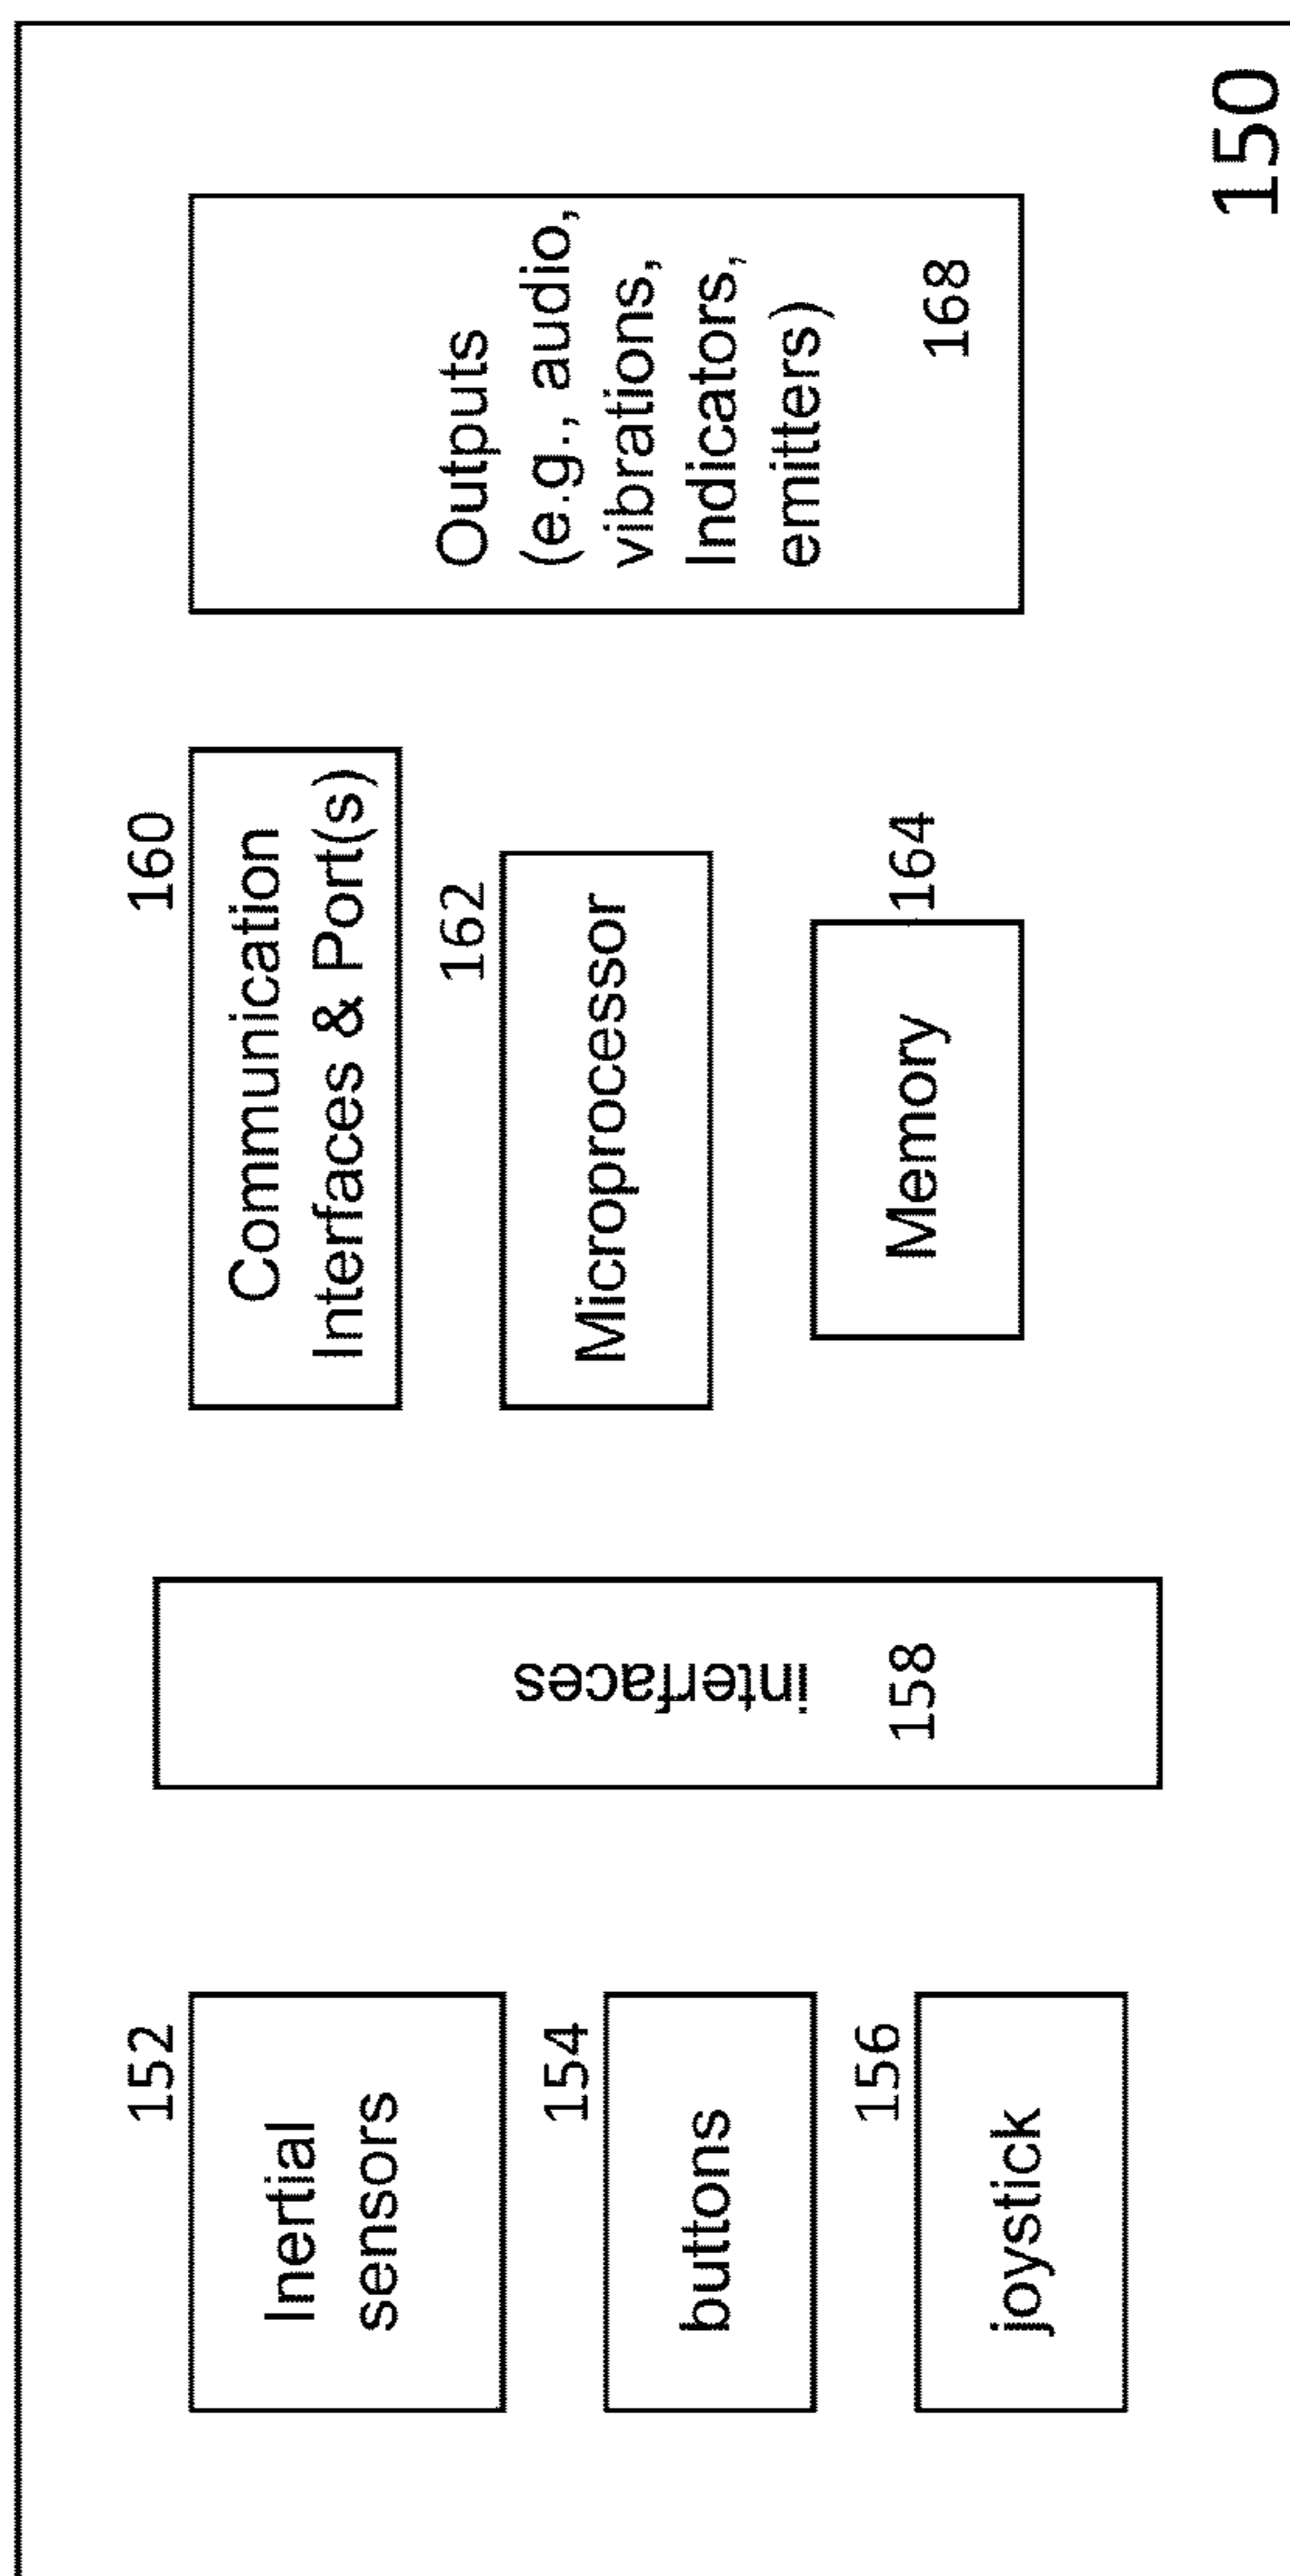 152
Inertial
sensors
154
buttons
156
joystick
interfaces
158
160
Communication
Interfaces & Port(s)
162
Microprocessor
164
Memory
Outputs
(e.g., audio,
vibrations,
Indicators,
emitters)
168
150